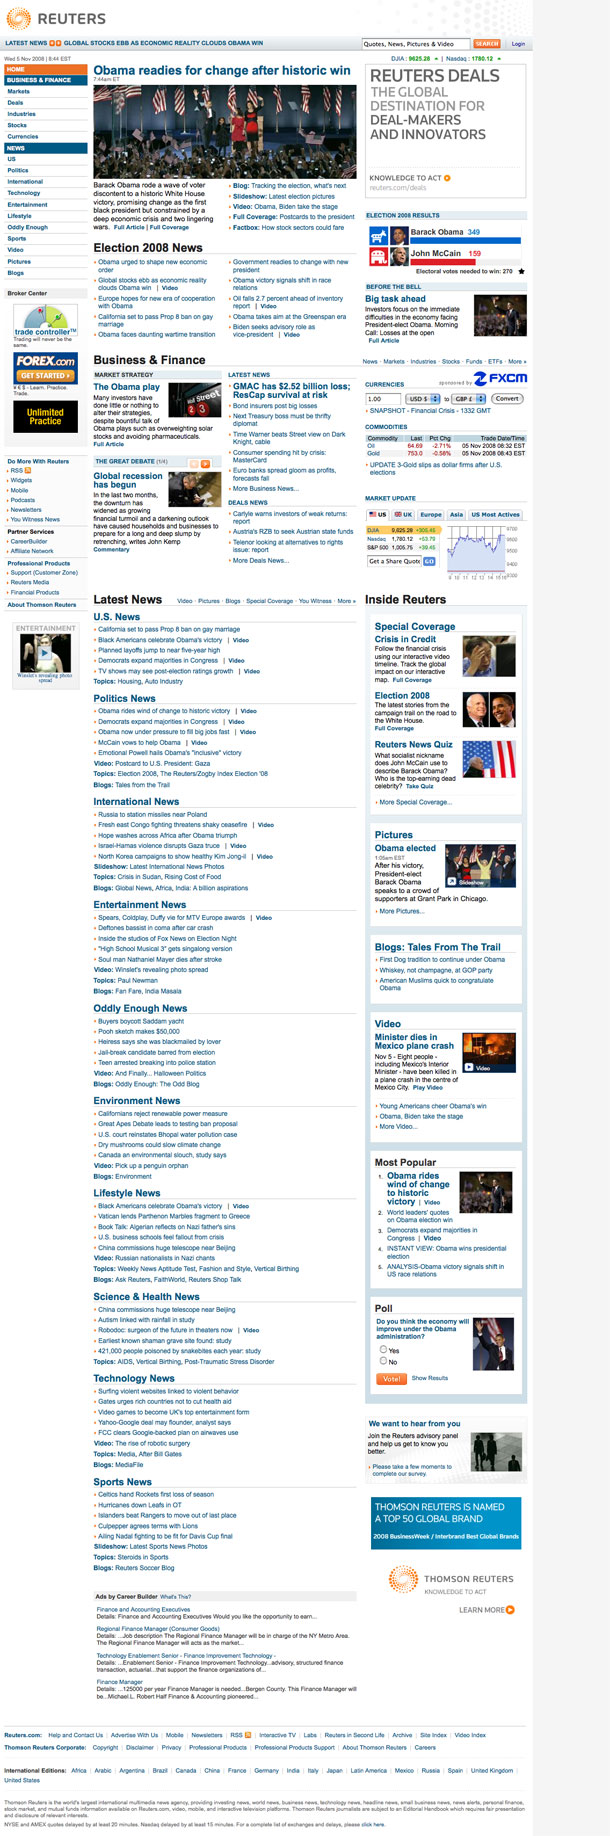 REUTERS
LATEST NEWS GLOBAL STOCKS EBB AS ECONOMIC REALITY CLOUDS OBAMA WIN
Quotes, News, Pictures & Video SEARCH Login
Wed 5 Nov 2008 | 8:44 EST
DJIA: 9625.28 | Nasdaq: 1780.12
HOME
BUSINESS & FINANCE
Markets
Deals
Industries
Stocks
Currencies
NEWS
US
Politics
International
Technology
Entertainment
Lifestyle
Oddly Enough
Sports
Video
Pictures
Blogs
Broker Center
trade controller™
Trading will never be the same.
FOREX.com
GET STARTED
¥ € $ - Learn, Practice, Trade.
Unlimited Practice
Do More With Reuters
RSS
Widgets
Mobile
Podcasts
Newsletters
You Witness News
Partner Services
CareerBuilder
Affiliate Network
Professional Products
Support (Customer Zone)
Reuters Media
Financial Products
About Thomson Reuters
ENTERTAINMENT
Winslet's revealing photo spread
Obama readies for change after historic win
7:44am ET
Barack Obama rode a wave of voter
discontent to a historic White House
victory, promising change as the first
black president but constrained by a
deep economic crisis and two lingering
wars. Full Article | Full Coverage
Blog: Tracking the election, what's next
Slideshow: Latest election pictures
Video: Obama, Biden take the stage
Full Coverage: Postcards to the president
Factbox: How stock sectors could fare
Election 2008 News
Obama urged to shape new economic
order
Global stocks ebb as economic reality
clouds Obama win | Video
Europe hopes for new era of cooperation
with Obama
California set to pass Prop 8 ban on gay
marriage
Obama faces daunting wartime transition
Government readies to change with new
president
Obama victory signals shift in race
relations
Oil falls 2.7 percent ahead of inventory
report | Video
Obama takes aim at the Greenspan era
Biden seeks advisory role as
vice-president | Video
REUTERS DEALS
THE GLOBAL
DESTINATION FOR
DEAL-MAKERS
AND INNOVATORS
KNOWLEDGE TO ACT
reuters.com/deals
ELECTION 2008 RESULTS
Barack Obama 349
John McCain 159
Electoral votes needed to win: 270
BEFORE THE BELL
Big task ahead
Investors focus on the immediate
difficulties in the economy facing
President-elect Obama. Morning
Call: Losses at the open
Full Article
Business & Finance
News · Markets · Industries · Stocks · Funds · ETFs · More »
MARKET STRATEGY
The Obama play
Many investors have
done little or nothing to
alter their strategies,
despite bountiful talk of
Obama plays such as overweighting solar
stocks and avoiding pharmaceuticals.
Full Article
THE GREAT DEBATE (1/4)
Global recession
has begun
In the last two months,
the downturn has
widened as growing
financial turmoil and a darkening outlook
have caused households and businesses to
prepare for a long and deep slump by
retrenching, writes John Kemp
Commentary
LATEST NEWS
GMAC has $2.52 billion loss;
ResCap survival at risk
Bond insurers post big losses
Next Treasury boss must be thrifty
diplomat
Time Warner beats Street view on Dark
Knight, cable
Consumer spending hit by crisis:
MasterCard
Euro banks spread gloom as profits,
forecasts fall
More Business News...
DEALS NEWS
Carlyle warns investors of weak returns:
report
Austria's RZB to seek Austrian state funds
Telenor looking at alternatives to rights
issue: report
More Deals News...
CURRENCIES sponsored by FXCM
1.00 USD $ GBP £ Convert
SNAPSHOT - Financial Crisis - 1332 GMT
COMMODITIES
Commodity Last Pct Chg Trade Date/Time
Oil 64.69 -2.71% 05 Nov 2008 08:32 EST
Gold 753.0 -0.58% 05 Nov 2008 08:43 EST
UPDATE 3-Gold slips as dollar firms after U.S.
elections
MARKET UPDATE
US UK Europe Asia US Most Actives
DJIA 9,625.28 +305.45
Nasdaq 1,780.12 +53.79
S&P 500 1,005.75 +39.45
Get a Share Quote GO
Latest News
Video · Pictures · Blogs · Special Coverage · You Witness · More »
U.S. News
California set to pass Prop 8 ban on gay marriage
Black Americans celebrate Obama's victory | Video
Planned layoffs jump to near five-year high
Democrats expand majorities in Congress | Video
TV shows may see post-election ratings growth | Video
Topics: Housing, Auto Industry
Politics News
Obama rides wind of change to historic victory | Video
Democrats expand majorities in Congress | Video
Obama now under pressure to fill big jobs fast | Video
McCain vows to help Obama | Video
Emotional Powell hails Obama's "inclusive" victory
Video: Postcard to U.S. President: Gaza
Topics: Election 2008, The Reuters/Zogby Index Election '08
Blogs: Tales from the Trail
International News
Russia to station missiles near Poland
Fresh east Congo fighting threatens shaky ceasefire | Video
Hope washes across Africa after Obama triumph
Israel-Hamas violence disrupts Gaza truce | Video
North Korea campaigns to show healthy Kim Jong-il | Video
Slideshow: Latest International News Photos
Topics: Crisis in Sudan, Rising Cost of Food
Blogs: Global News, Africa, India: A billion aspirations
Entertainment News
Spears, Coldplay, Duffy vie for MTV Europe awards | Video
Deftones bassist in coma after car crash
Inside the studios of Fox News on Election Night
"High School Musical 3" gets singalong version
Soul man Nathaniel Mayer dies after stroke
Video: Winslet's revealing photo spread
Topics: Paul Newman
Blogs: Fan Fare, India Masala
Oddly Enough News
Buyers boycott Saddam yacht
Pooh sketch makes $50,000
Heiress says she was blackmailed by lover
Jail-break candidate barred from election
Teen arrested breaking into police station
Video: And Finally... Halloween Politics
Blogs: Oddly Enough: The Odd Blog
Environment News
Californians reject renewable power measure
Great Apes Debate leads to testing ban proposal
U.S. court reinstates Bhopal water pollution case
Dry mushrooms could slow climate change
Canada an environmental slouch, study says
Video: Pick up a penguin orphan
Blogs: Environment
Lifestyle News
Black Americans celebrate Obama's victory | Video
Vatican lends Parthenon Marbles fragment to Greece
Book Talk: Algerian reflects on Nazi father's sins
U.S. business schools feel fallout from crisis
China commissions huge telescope near Beijing
Video: Russian nationalists in Nazi chants
Topics: Weekly News Aptitude Test, Fashion and Style, Vertical Birthing
Blogs: Ask Reuters, FaithWorld, Reuters Shop Talk
Science & Health News
China commissions huge telescope near Beijing
Autism linked with rainfall in study
Robodoc: surgeon of the future in theaters now | Video
Earliest known shaman grave site found: study
421,000 people poisoned by snakebites each year: study
Topics: AIDS, Vertical Birthing, Post-Traumatic Stress Disorder
Technology News
Surfing violent websites linked to violent behavior
Gates urges rich countries not to cut health aid
Video games to become UK's top entertainment form
Yahoo-Google deal may flounder, analyst says
FCC clears Google-backed plan on airwaves use
Video: The rise of robotic surgery
Topics: Media, After Bill Gates
Blogs: MediaFile
Sports News
Celtics hand Rockets first loss of season
Hurricanes down Leafs in OT
Islanders beat Rangers to move out of last place
Culpepper agrees terms with Lions
Ailing Nadal fighting to be fit for Davis Cup final
Slideshow: Latest Sports News Photos
Topics: Steroids in Sports
Blogs: Reuters Soccer Blog
Inside Reuters
Special Coverage
Crisis in Credit
Follow the financial crisis
using our interactive video
timeline. Track the global
impact on our interactive
map. Full Coverage
Election 2008
The latest stories from the
campaign trail on the road to
the White House.
Full Coverage
Reuters News Quiz
What socialist nickname
does John McCain use to
describe Barack Obama?
Who is the top-earning dead
celebrity? Take Quiz
More Special Coverage...
Pictures
Obama elected
1:05am EST
After his victory,
President-elect
Barack Obama
speaks to a crowd of
supporters at Grant Park in Chicago.
Slideshow
More Pictures...
Blogs: Tales From The Trail
First Dog tradition to continue under Obama
Whiskey, not champagne, at GOP party
American Muslims quick to congratulate
Obama
Video
Minister dies in
Mexico plane crash
Nov 5 - Eight people -
including Mexico's Interior
Minister - have been killed in
a plane crash in the centre of
Mexico City. Play Video
Video
Young Americans cheer Obama's win
Obama, Biden take the stage
More Video...
Most Popular
1. Obama rides
wind of change
to historic
victory | Video
2. World leaders' quotes
on Obama election win
3. Democrats expand majorities in
Congress | Video
4. INSTANT VIEW: Obama wins presidential
election
5. ANALYSIS-Obama victory signals shift in
US race relations
Poll
Do you think the economy will
improve under the Obama
administration?
Yes
No
Vote! Show Results
We want to hear from you
Join the Reuters advisory panel
and help us get to know you
better.
Please take a few moments to
complete our survey.
THOMSON REUTERS IS NAMED
A TOP 50 GLOBAL BRAND
2008 BusinessWeek / Interbrand Best Global Brands
THOMSON REUTERS
KNOWLEDGE TO ACT
LEARN MORE
Ads by Career Builder What's This?
Finance and Accounting Executives
Details: Finance and Accounting Executives Would you like the opportunity to earn...
Regional Finance Manager (Consumer Goods)
Details: ...Job description The Regional Finance Manager will be in charge of the NY Metro Area.
The Regional Finance Manager will acts as the market...
Technology Enablement Senior - Finance Improvement Technology -
Details: ...Enablement Senior - Finance Improvement Technology...advisory, structured finance
transaction, actuarial...that support the finance organizations of...
Finance Manager
Details: ...125000 per year Finance Manager is needed...Bergen County. This Finance Manager will
be...Michael.L. Robert Half Finance & Accounting pioneered...
Reuters.com: Help and Contact Us | Advertise With Us | Mobile | Newsletters | RSS | Interactive TV | Labs | Reuters in Second Life | Archive | Site Index | Video Index
Thomson Reuters Corporate: Copyright | Disclaimer | Privacy | Professional Products | Professional Products Support | About Thomson Reuters | Careers
International Editions: Africa | Arabic | Argentina | Brazil | Canada | China | France | Germany | India | Italy | Japan | Latin America | Mexico | Russia | Spain | United Kingdom |
United States
Thomson Reuters is the world's largest international multimedia news agency, providing investing news, world news, business news, technology news, headline news, small business news, news alerts, personal finance,
stock market, and mutual funds information available on Reuters.com, video, mobile, and interactive television platforms. Thomson Reuters journalists are subject to an Editorial Handbook which requires fair presentation
and disclosure of relevant interests.
NYSE and AMEX quotes delayed by at least 20 minutes. Nasdaq delayed by at least 15 minutes. For a complete list of exchanges and delays, please click here.